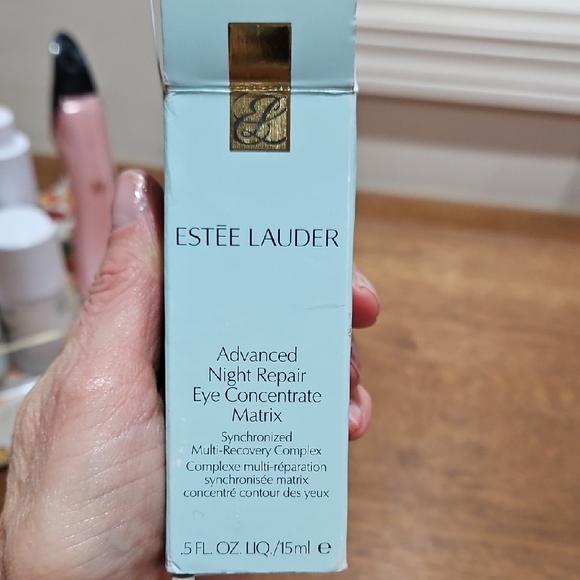 ESTĒE LAUDER
Advanced
Night Repair
Eye Concentrate
Matrix
Synchronized
Multi-Recovery Complex
Complexe multi-réparation
synchronisée matrix
concentré contour des yeux
.5 FL. OZ. LIQ./15ml ℮